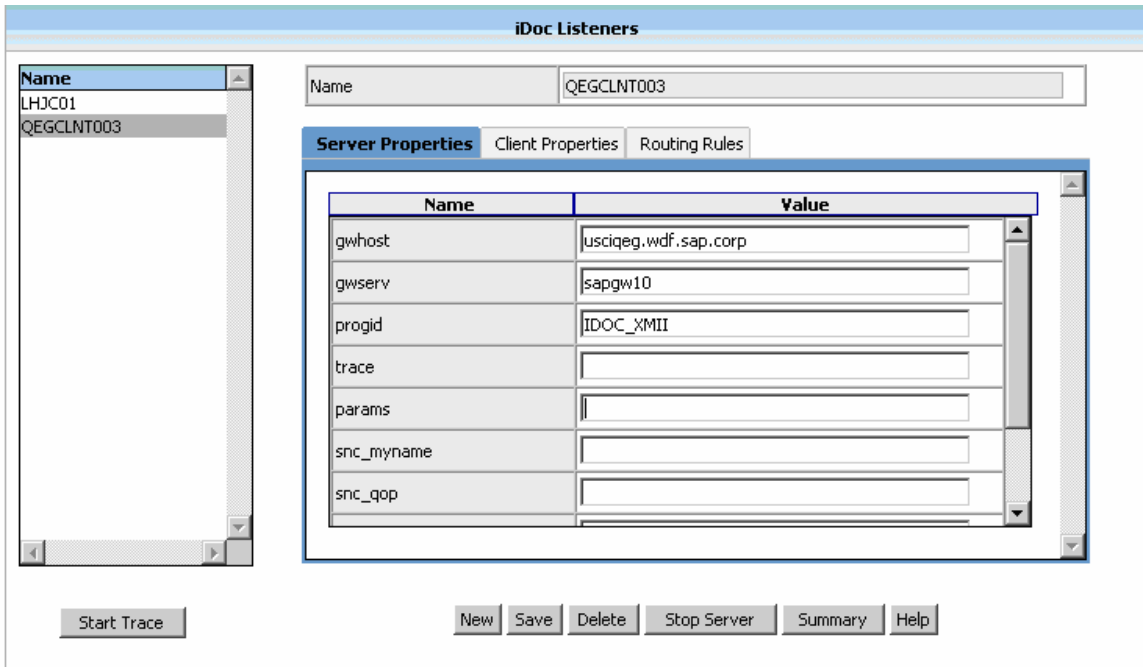 iDoc Listeners
Name
LHJC01
QEGCLNT003
Name QEGCLNT003
Server Properties Client Properties Routing Rules
Name Value
gwhost usciqeg.wdf.sap.corp
gwserv sapgw10
progid IDOC_XMII
trace
params
snc_myname
snc_qop
Start Trace New Save Delete Stop Server Summary Help